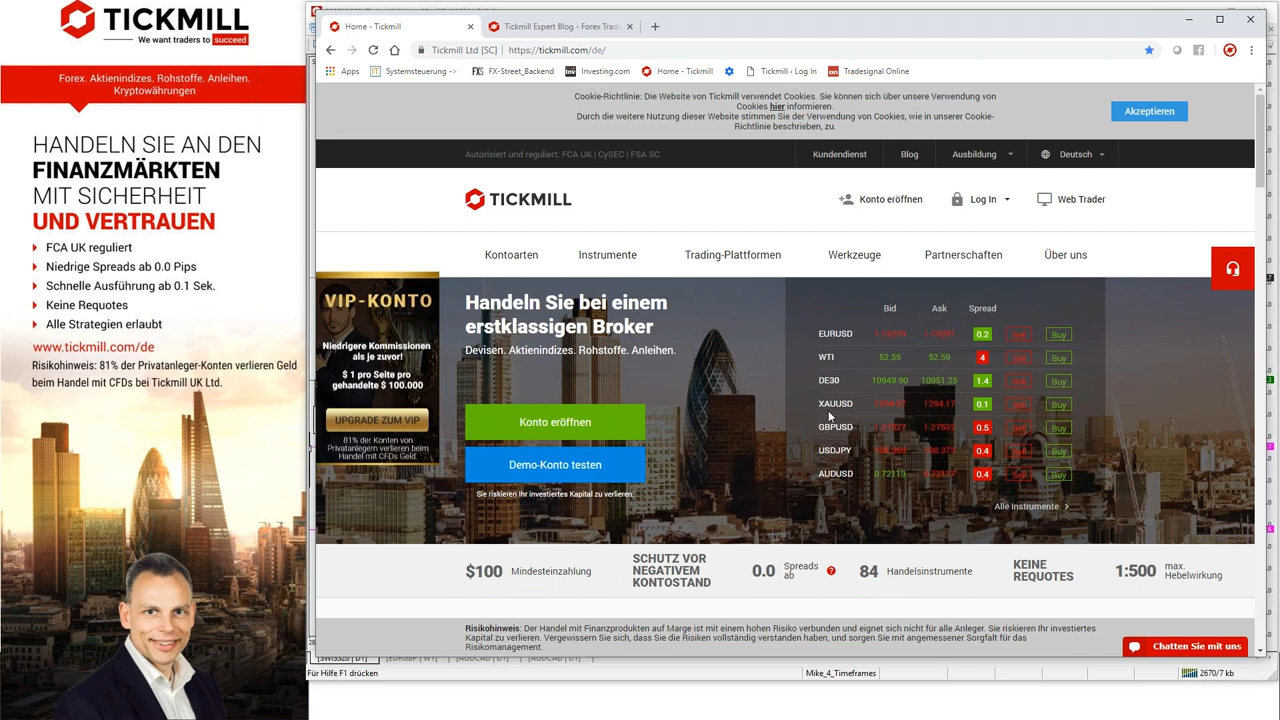 TICKMILL
We want traders to succeed
Forex. Aktienindizes. Rohstoffe. Anleihen.
Kryptowährungen
HANDELN SIE AN DEN
FINANZMÄRKTEN
MIT SICHERHEIT
UND VERTRAUEN
FCA UK reguliert
Niedrige Spreads ab 0.0 Pips
Schnelle Ausführung ab 0.1 Sek.
Keine Requotes
Alle Strategien erlaubt
www.tickmill.com/de
Risikohinweis: 81% der Privatanleger-Konten verlieren Geld
beim Handel mit CFDs bei Tickmill UK Ltd.
Home - Tickmill
Tickmill Expert Blog - Forex Trad
Tickmill Ltd [SC] https://tickmill.com/de/
Apps Systemsteuerung -> FX-Street_Backend Investing.com Home - Tickmill Tickmill ‹ Log In Tradesignal Online
Cookie-Richtlinie: Die Website von Tickmill verwendet Cookies. Sie können sich über unsere Verwendung von
Cookies hier informieren.
Durch die weitere Nutzung dieser Website stimmen Sie der Verwendung von Cookies, wie in unserer Cookie-
Richtlinie beschrieben, zu.
Akzeptieren
Autorisiert und reguliert: FCA UK | CySEC | FSA SC
Kundendienst Blog Ausbildung Deutsch
TICKMILL
Konto eröffnen Log In Web Trader
Kontoarten Instrumente Trading-Plattformen Werkzeuge Partnerschaften Über uns
VIP-KONTO
Niedrigere Kommissionen
als je zuvor!
$ 1 pro Seite pro
gehandelte $ 100.000
UPGRADE ZUM VIP
81% der Konten von
Privatanlegern verlieren beim
Handel mit CFDs Geld.
Handeln Sie bei einem
erstklassigen Broker
Devisen. Aktienindizes. Rohstoffe. Anleihen.
Konto eröffnen
Demo-Konto testen
Sie riskieren Ihr investiertes Kapital zu verlieren.
Bid Ask Spread
EURUSD 0.2 Sell Buy
WTI 52.55 52.59 4 Sell Buy
DE30 10949.90 10951.25 1.4 Sell Buy
XAUUSD 1294.17 0.1 Sell Buy
GBPUSD 0.5 Sell Buy
USDJPY 0.4 Sell Buy
AUDUSD 0.72113 0.4 Sell Buy
Alle Instrumente
$100 Mindesteinzahlung
SCHUTZ VOR
NEGATIVEM
KONTOSTAND
0.0 Spreads
ab
84 Handelsinstrumente
KEINE
REQUOTES
1:500 max.
Hebelwirkung
Risikohinweis: Der Handel mit Finanzprodukten auf Marge ist mit einem hohen Risiko verbunden und eignet sich nicht für alle Anleger. Sie riskieren Ihr investiertes
Kapital zu verlieren. Vergewissern Sie sich, dass Sie die Risiken vollständig verstanden haben, und sorgen Sie mit angemessener Sorgfalt für das
Risikomanagement.
Chatten Sie mit uns
Für Hilfe F1 drücken
Mike_4_Timeframes
2670/7 kb